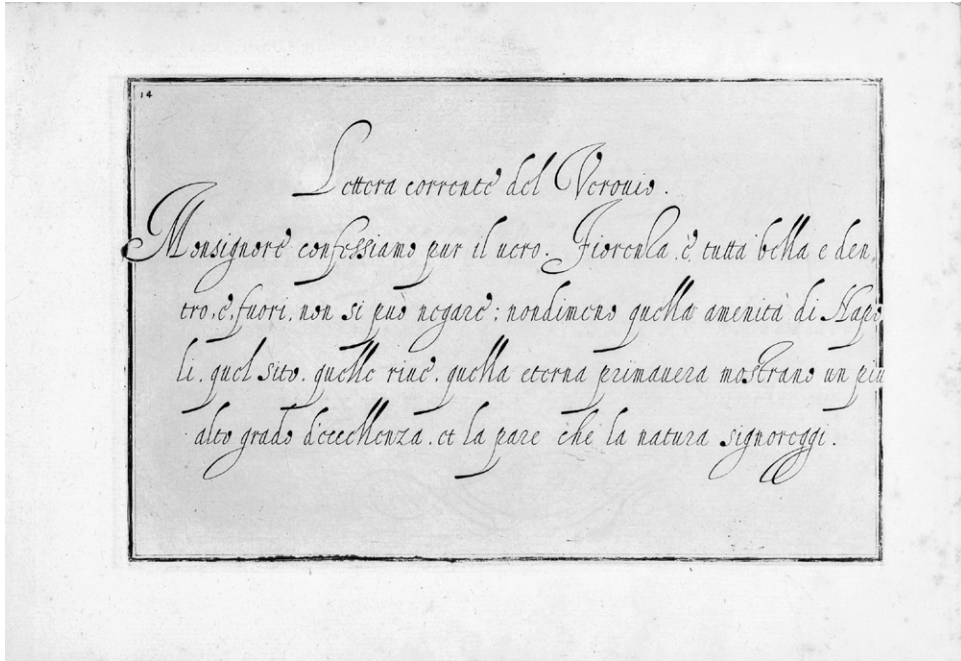 14
Lettera corrente del Verovio.
Monsignore confessiamo pur il uero: Fiorenza è tutta bella e den,
tro, e, fuori, non si può negare; nondimeno quella amenità di Napo
li, quel sito, quelle riue, quella eterna primauera mostrano un piu
alto grado d'eccellenza, et la pare che la natura signoreggi.